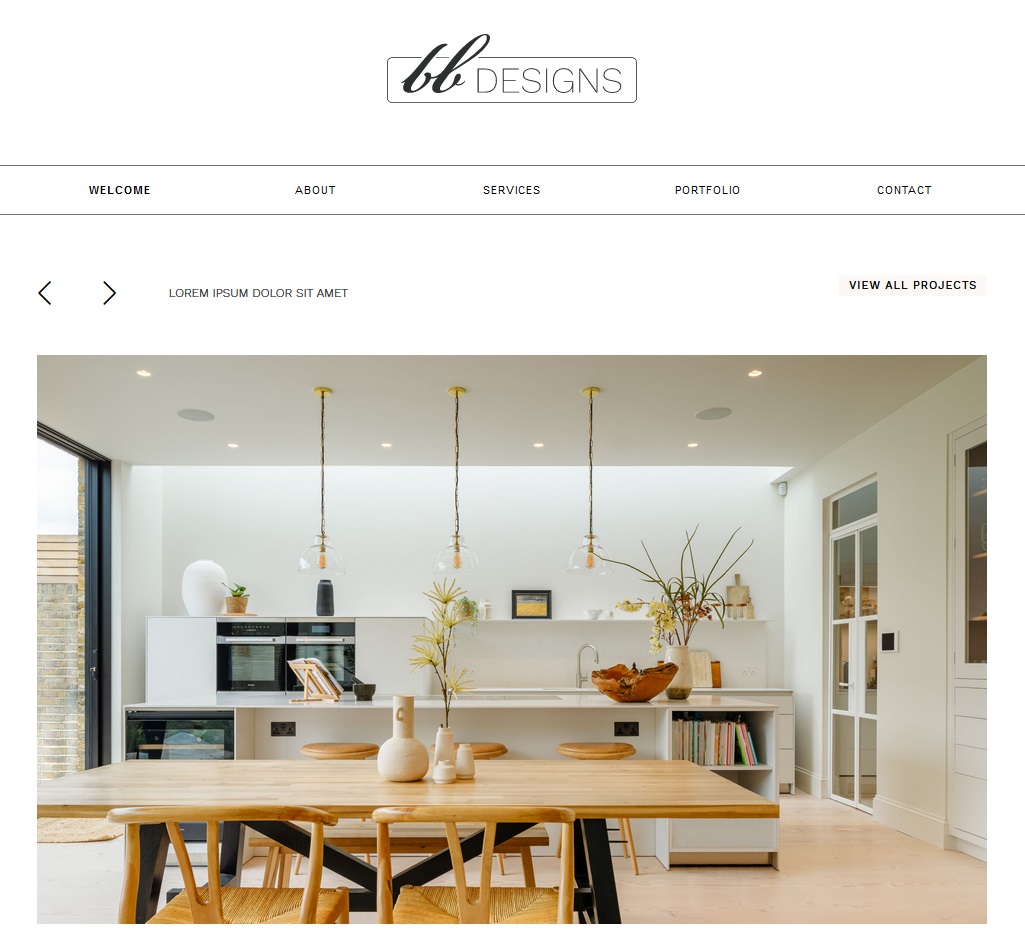 bb DESIGNS
WELCOME
ABOUT
SERVICES
PORTFOLIO
CONTACT
LOREM IPSUM DOLOR SIT AMET
VIEW ALL PROJECTS